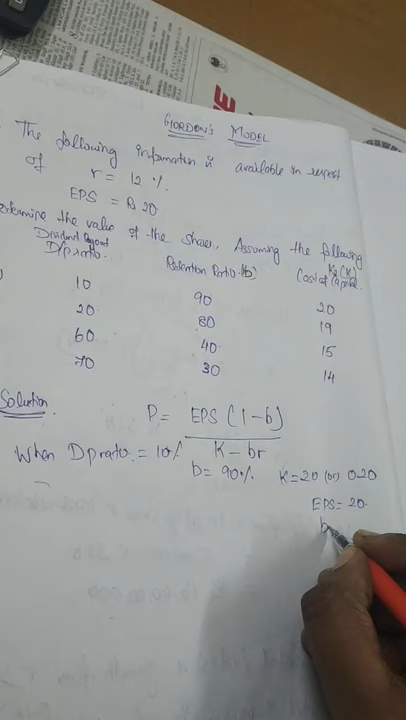 GORDON'S MODEL
The following information is available in respect
of
r = 12 %.
EPS = Rs 20
etermine the value of the share, Assuming the following
Dividend Payout
D/p ratio. Retention Ratio (b) Ke (K) Cost of Capital
10 90 20
20 80 19
60 40 15
70 30 14
Solution.
P = EPS (1-b)
K - br
When Dp rato. = 10% b = 90%. K = 20 (or) 0.20
EPS = 20.
b